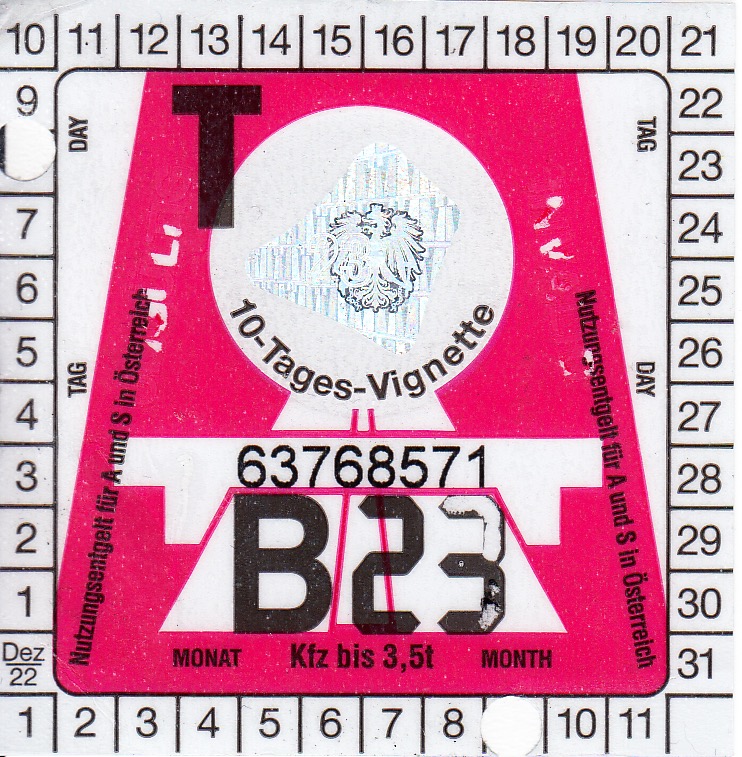 10 11 12 13 14 15 16 17 18 19 20 21
9 22
23
7 24
6 25
5 26
4 27
3 28
2 29
1 30
Dez 22 31
1 2 3 4 5 6 7 8 10 11
DAY
TAG
T
10-Tages-Vignette
TAG
DAY
Nutzungsentgelt für A und S in Österreich
Nutzungsentgelt für A und S in Österreich
63768571
B23
MONAT Kfz bis 3,5t MONTH